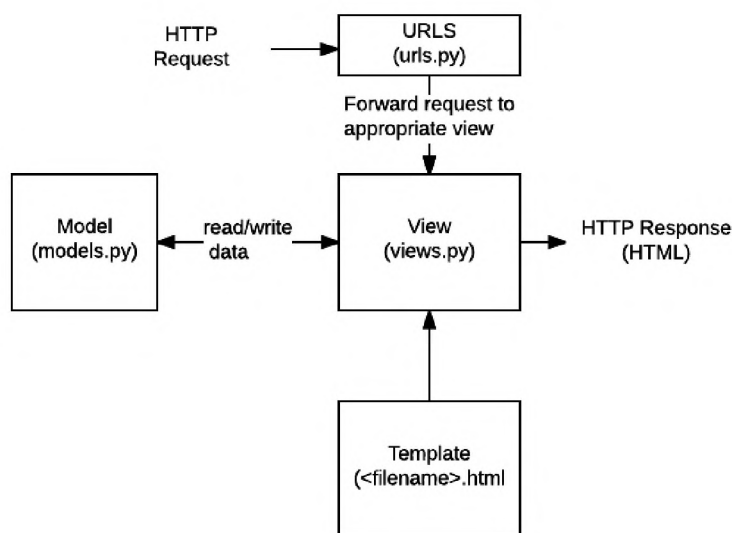 HTTP
Request
URLS
(urls.py)
Forward request to
appropriate view
Model
(models.py)
read/write
data
View
(views.py)
HTTP Response
(HTML)
Template
(<filename>.html